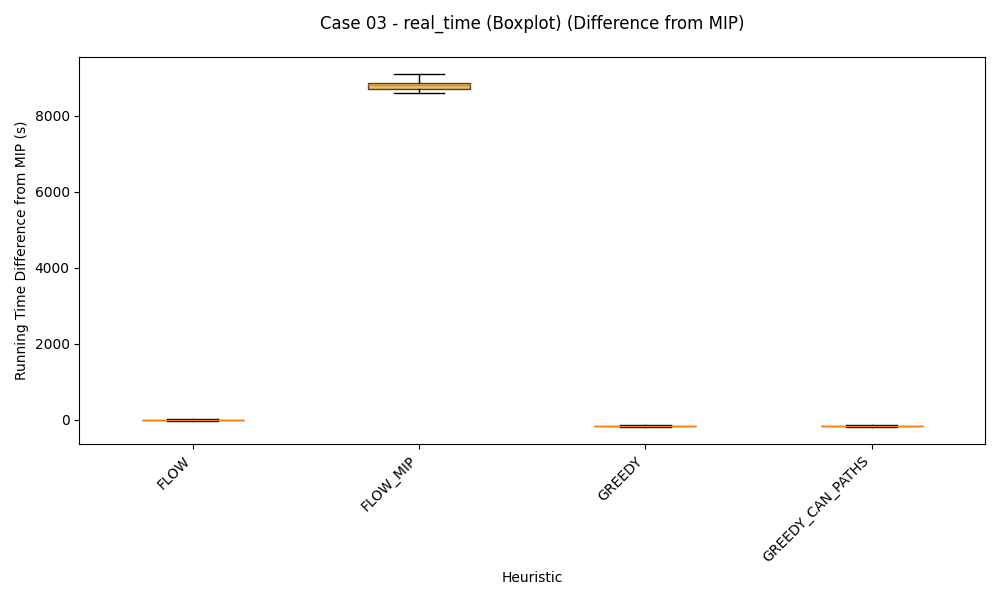 Case 03 - real_time (Boxplot) (Difference from MIP)
Running Time Difference from MIP (s)
8000
6000
4000
2000
0
FLOW
FLOW_MIP
GREEDY
GREEDY_CAN_PATHS
Heuristic